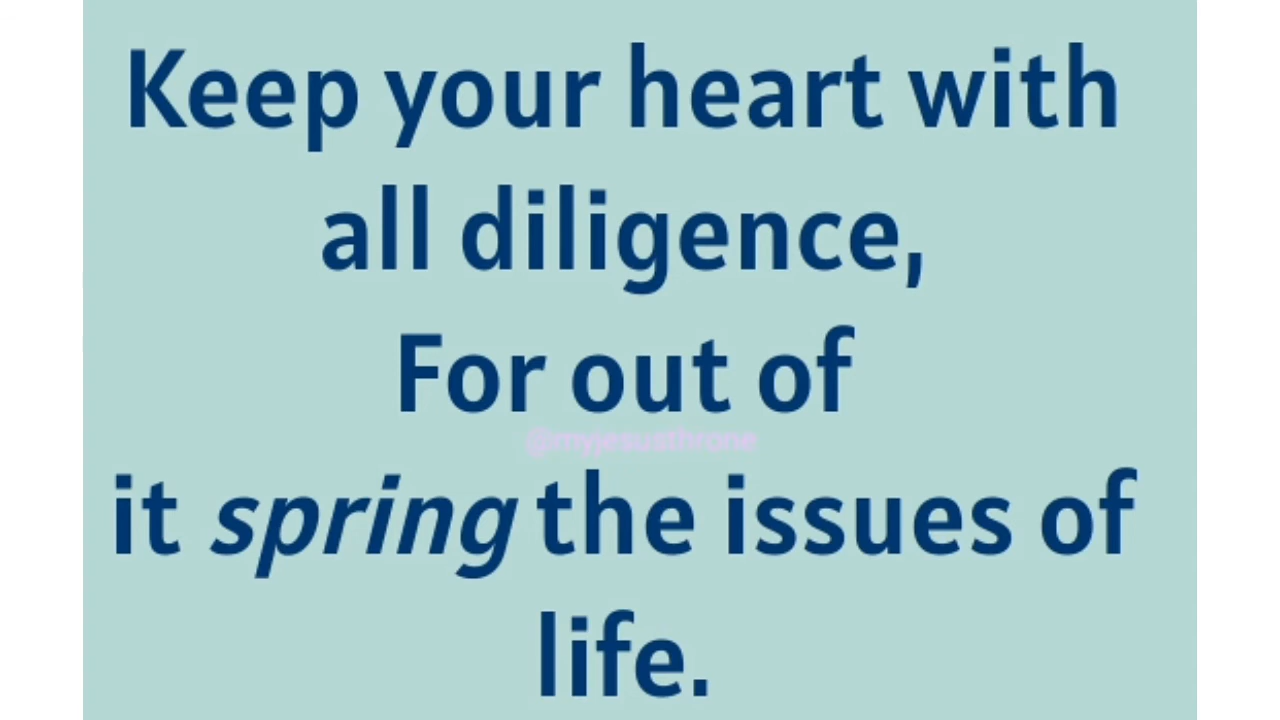 Keep your heart with
all diligence,
For out of
@myjesusthrone
it spring the issues of
life.